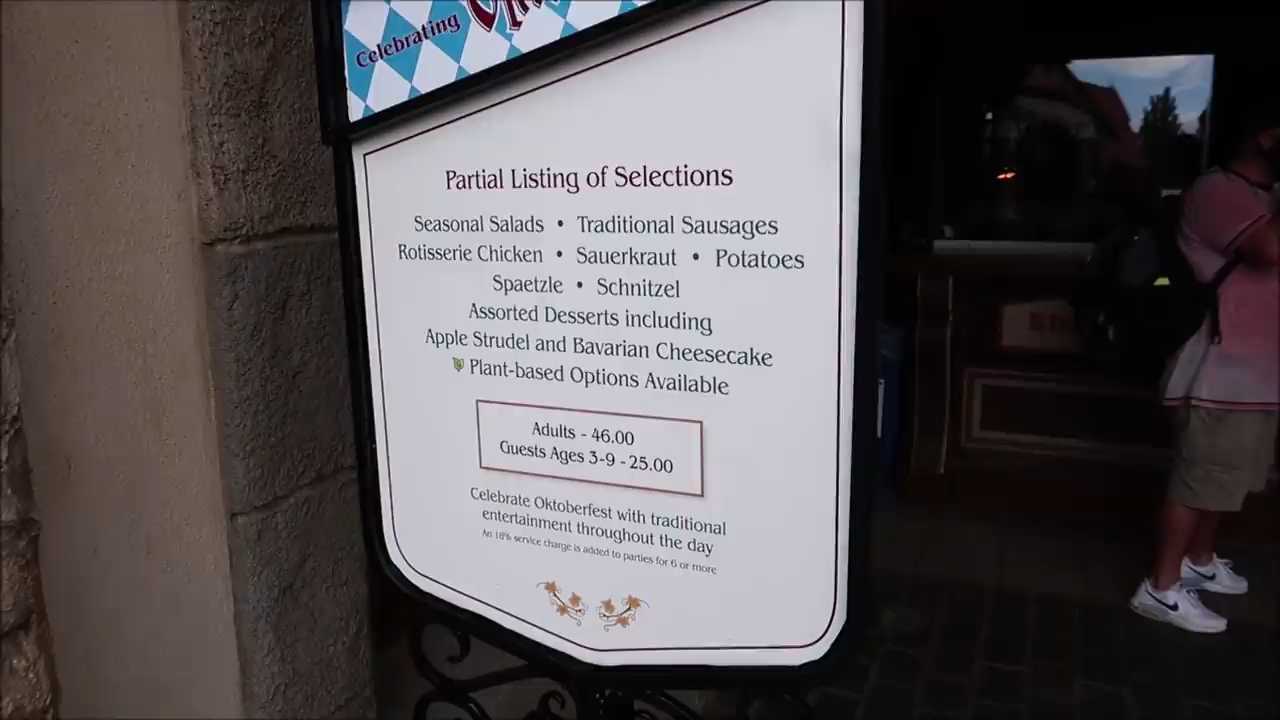 Celebrating
Partial Listing of Selections
Seasonal Salads • Traditional Sausages
Rotisserie Chicken • Sauerkraut • Potatoes
Spaetzle • Schnitzel
Assorted Desserts including
Apple Strudel and Bavarian Cheesecake
Plant-based Options Available
Adults - 46.00
Guests Ages 3-9 - 25.00
Celebrate Oktoberfest with traditional
entertainment throughout the day
An 18% service charge is added to parties for 6 or more